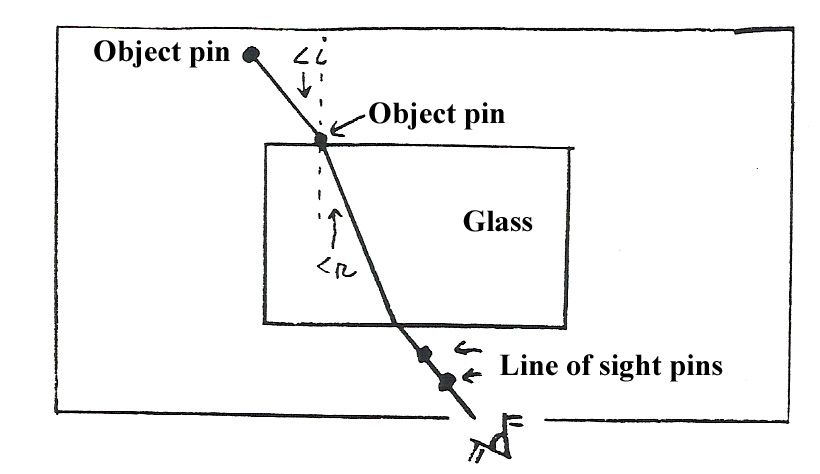 Object pin
∠i
Object pin
Glass
∠r
Line of sight pins